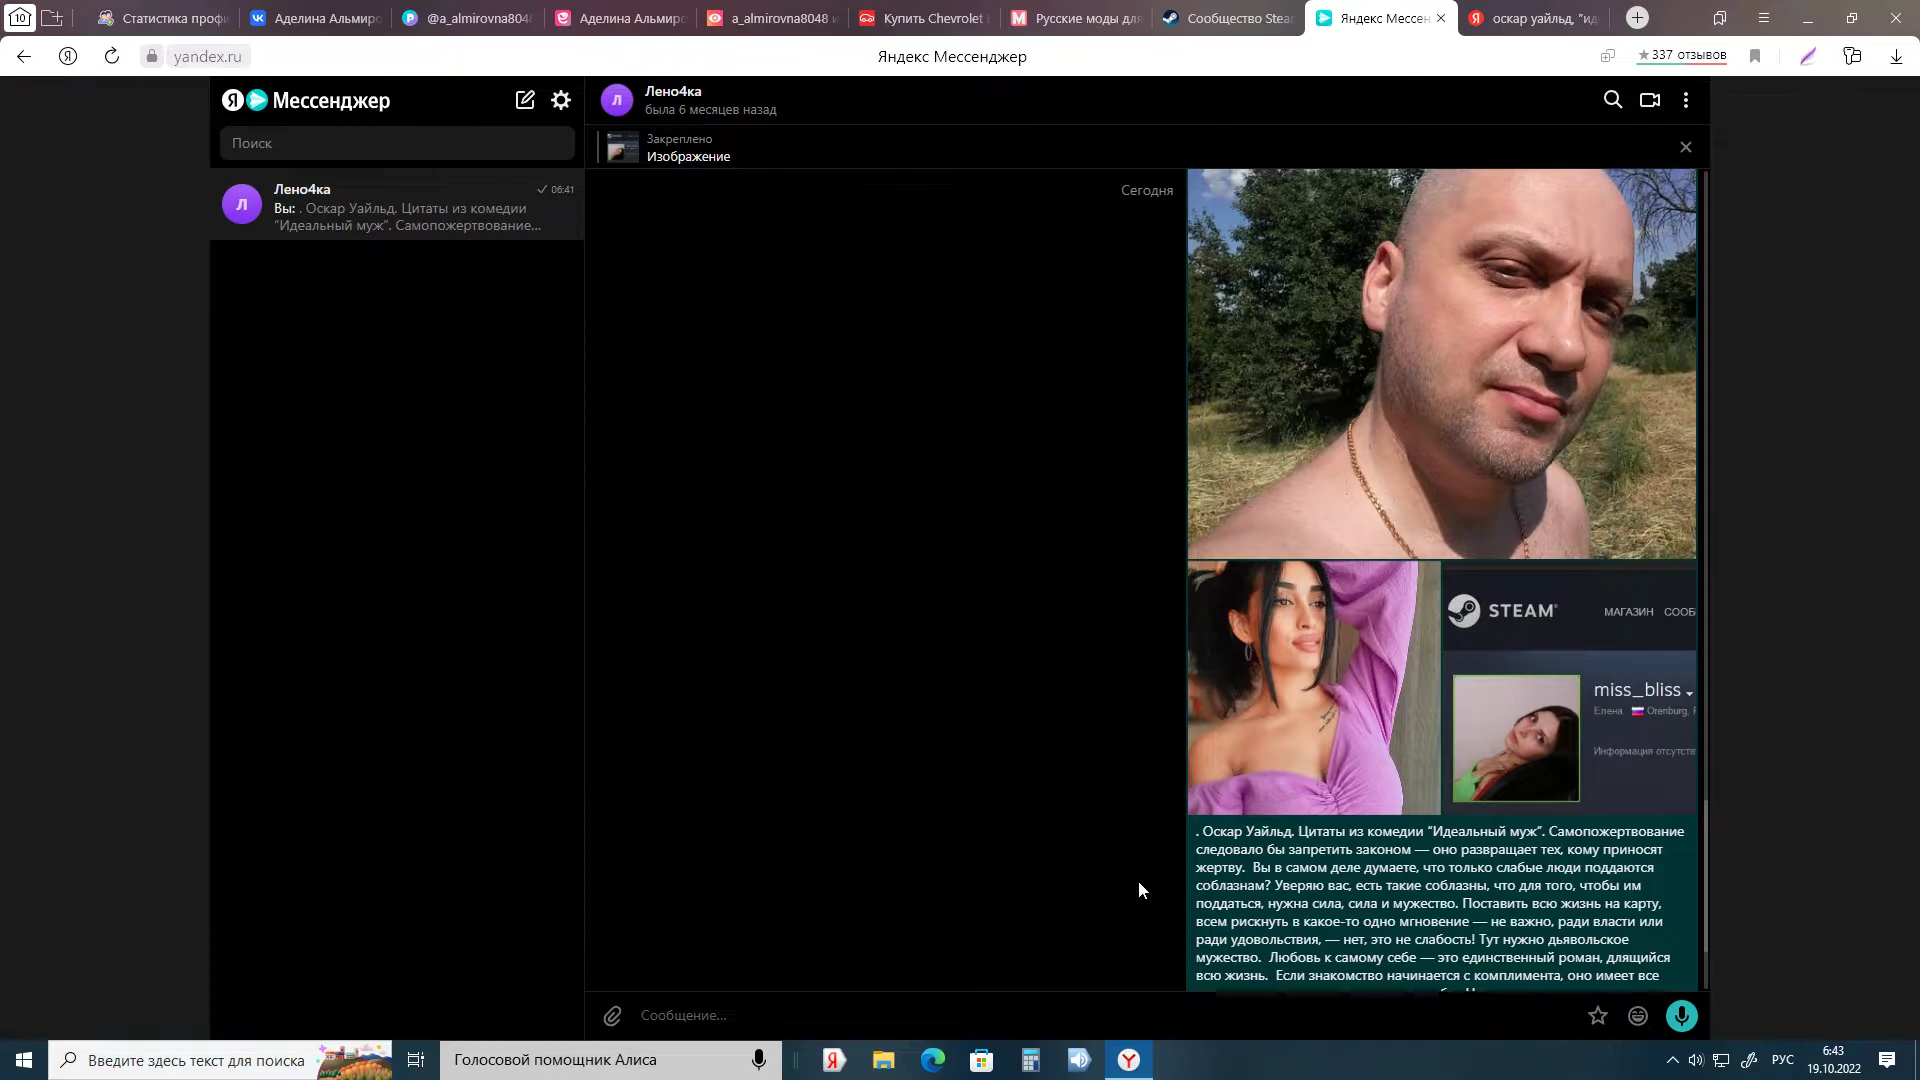 10
Статистика профи
Аделина Альмиро
@a_almirovna8048
Аделина Альмиро
a_almirovna8048 и
Купить Chevrolet L
Русские моды для
Сообщество Stea
Яндекс Мессен
оскар уайльд, "ид
yandex.ru
Яндекс Мессенджер
337 отзывов
Я Мессенджер
Поиск
Л
Лено4ка
06:41
Вы: . Оскар Уайльд. Цитаты из комедии
“Идеальный муж”. Самопожертвование...
Л
Лено4ка
была 6 месяцев назад
Закреплено
Изображение
Сегодня
STEAM
МАГАЗИН СООБ
miss_bliss
Елена Orenburg,
Информация отсутств
. Оскар Уайльд. Цитаты из комедии “Идеальный муж”. Самопожертвование
следовало бы запретить законом — оно развращает тех, кому приносят
жертву. Вы в самом деле думаете, что только слабые люди поддаются
соблазнам? Уверяю вас, есть такие соблазны, что для того, чтобы им
поддаться, нужна сила, сила и мужество. Поставить всю жизнь на карту,
всем рискнуть в какое-то одно мгновение — не важно, ради власти или
ради удовольствия, — нет, это не слабость! Тут нужно дьявольское
мужество. Любовь к самому себе — это единственный роман, длящийся
всю жизнь. Если знакомство начинается с комплимента, оно имеет все
Сообщение...
Введите здесь текст для поиска
Голосовой помощник Алиса
РУС
6:43
19.10.2022